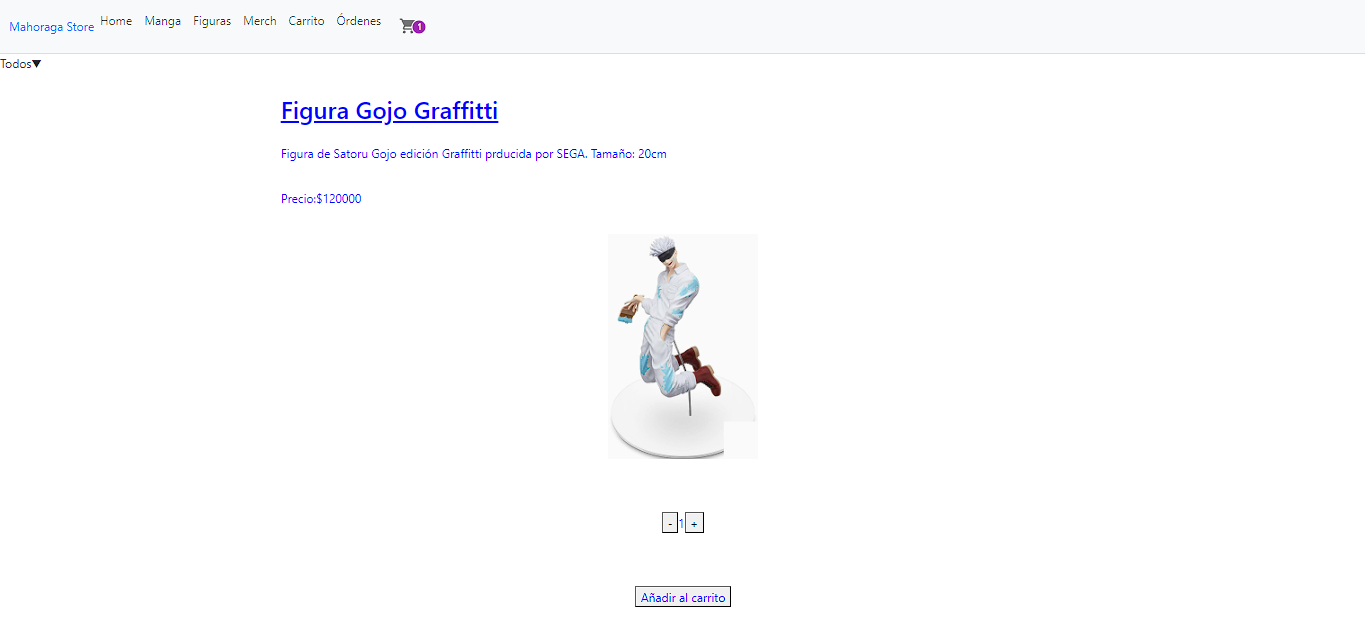 Mahoraga Store Home Manga Figuras Merch Carrito Órdenes 1
Todos▼
Figura Gojo Graffitti
Figura de Satoru Gojo edición Graffitti prducida por SEGA. Tamaño: 20cm
Precio:$120000
- 1 +
Añadir al carrito